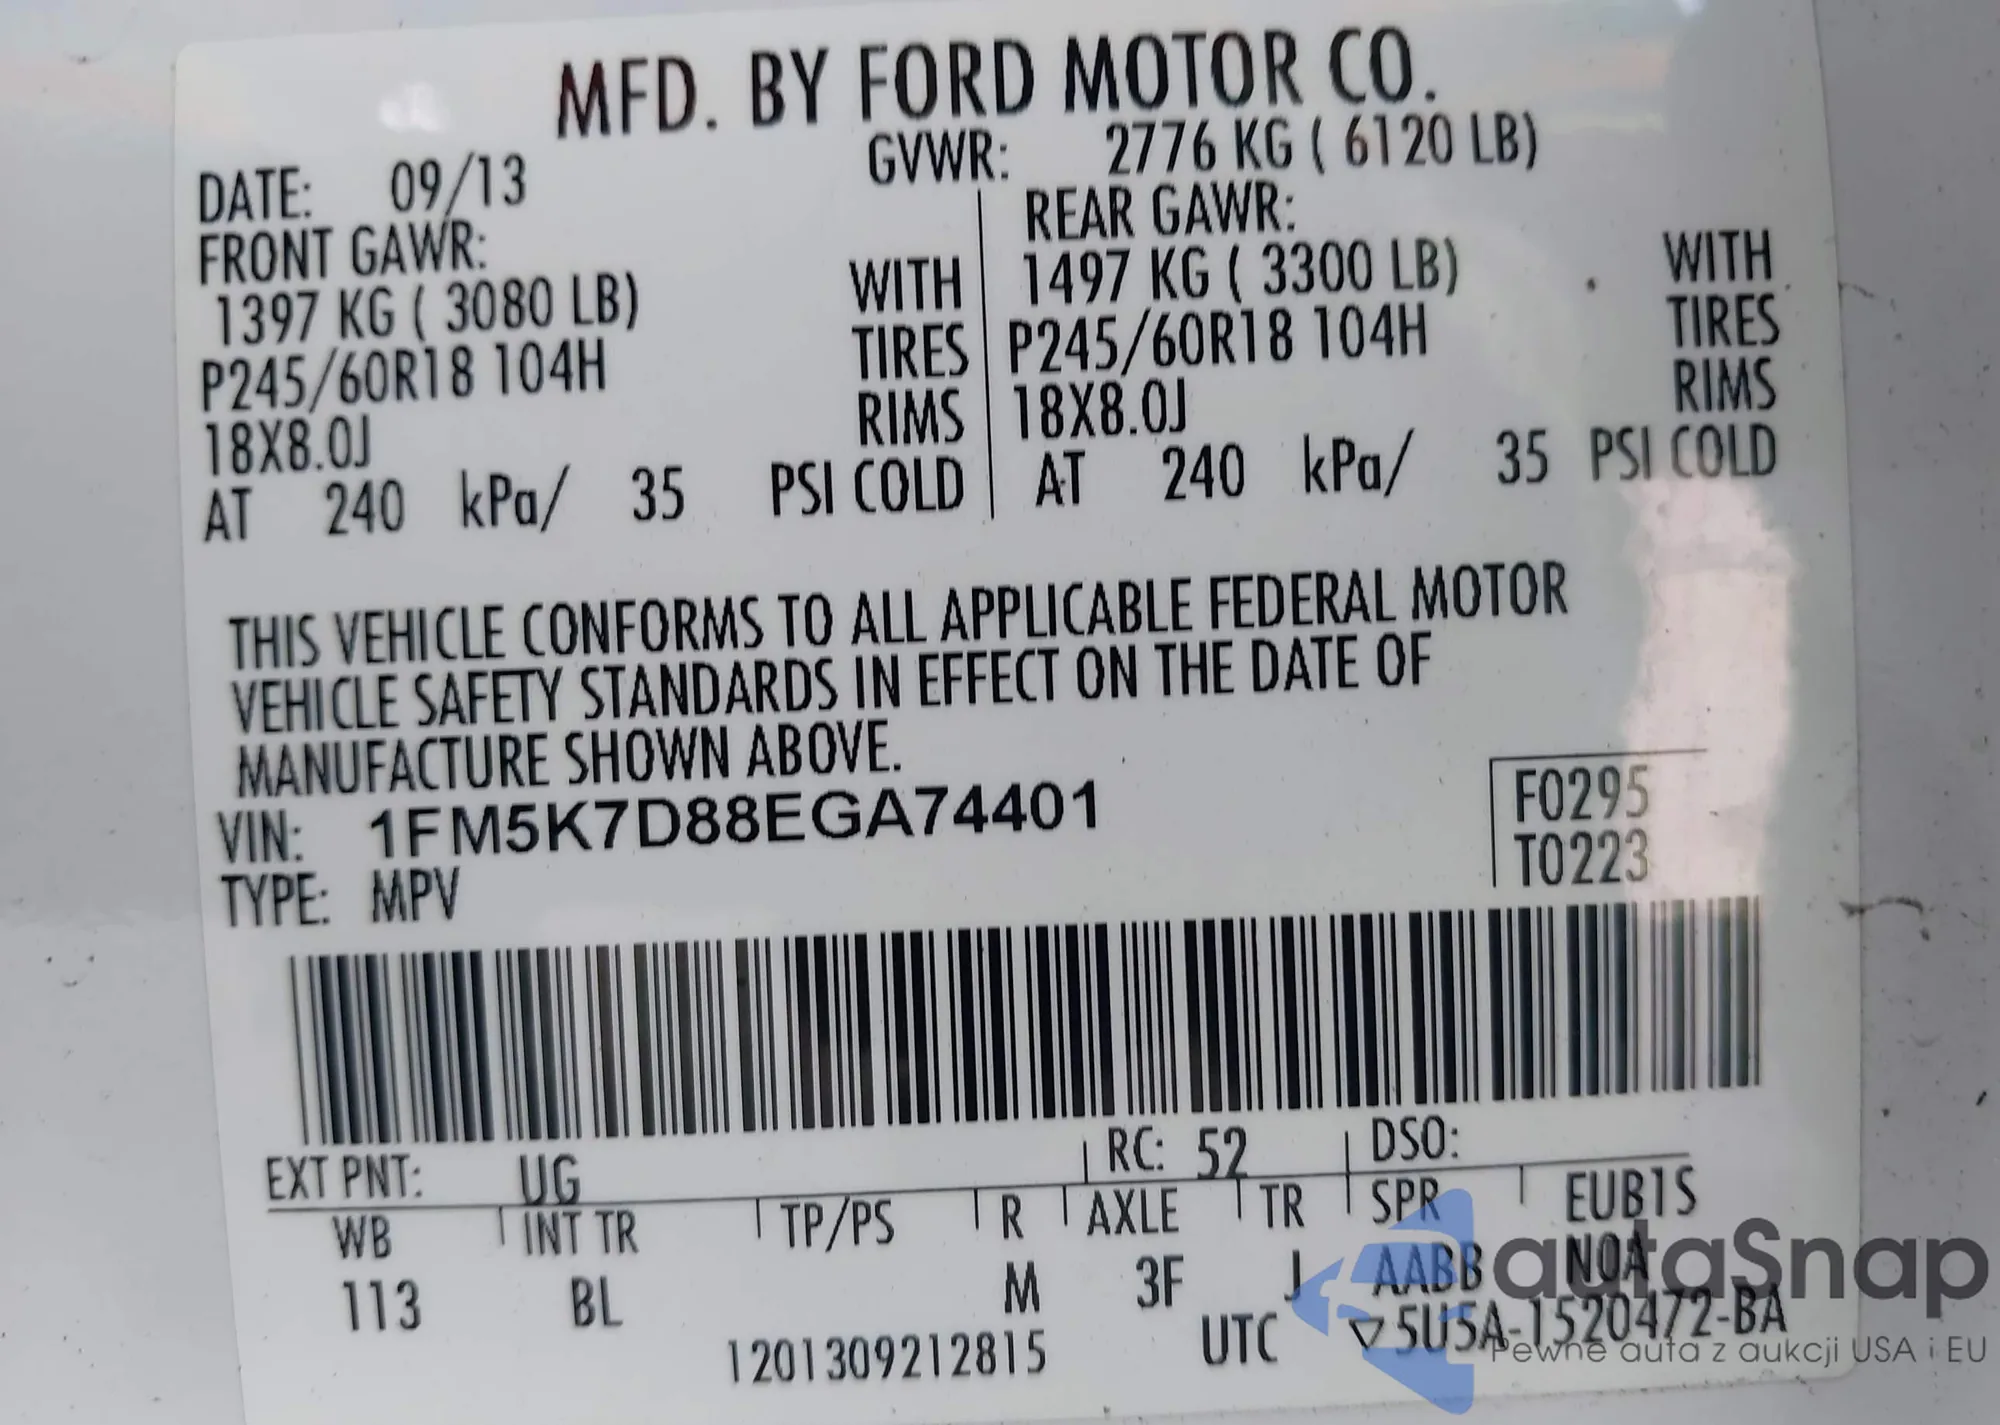 MFD. BY FORD MOTOR CO.
DATE: 09/13 GVWR: 2776 KG ( 6120 LB)
FRONT GAWR: REAR GAWR:
1397 KG ( 3080 LB) WITH 1497 KG ( 3300 LB) WITH
P245/60R18 104H TIRES P245/60R18 104H TIRES
18X8.0J RIMS 18X8.0J RIMS
AT 240 kPa/ 35 PSI COLD AT 240 kPa/ 35 PSI COLD
THIS VEHICLE CONFORMS TO ALL APPLICABLE FEDERAL MOTOR
VEHICLE SAFETY STANDARDS IN EFFECT ON THE DATE OF
MANUFACTURE SHOWN ABOVE.
VIN: 1FM5K7D88EGA74401
TYPE: MPV
F0295
T0223
EXT PNT: UG RC: 52 DSO:
WB INT TR TP/PS R AXLE TR SPR EUB1S
113 BL M 3F J AABB N0A
1201309212815 UTC ▽5U5A-1520472-BA
autaSnap
Pewne auta z aukcji USA i EU